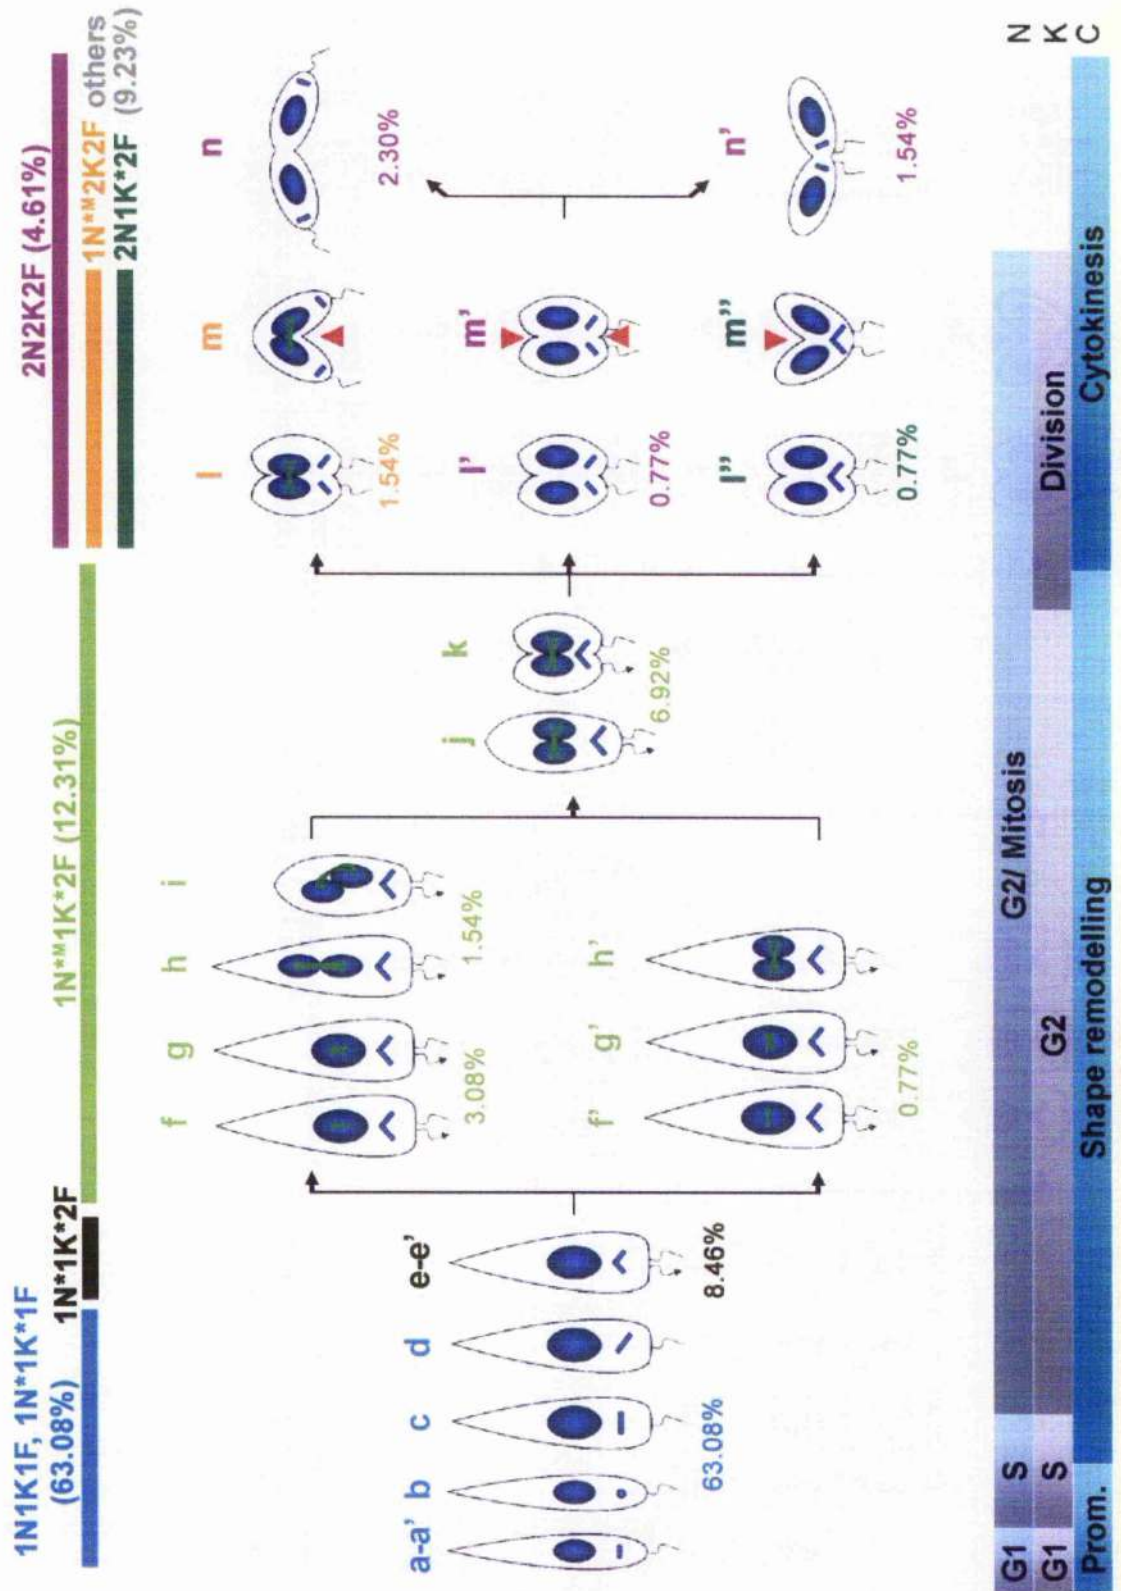 1N1K1F, 1N*1K*1F
(63.08%)
1N*1K*2F
1N*ᴹ1K*2F (12.31%)
2N2K2F (4.61%)
1N*ᴹ2K2F
2N1K*2F
others
(9.23%)
a-a' b c d e-e'
63.08%
8.46%
f g h i
3.08%
1.54%
f' g' h'
0.77%
j k
6.92%
l m n
1.54%
2.30%
l' m'
0.77%
l'' m'' n'
0.77%
1.54%
G1 S G2/ Mitosis N
G1 S G2 Division K
Prom. Shape remodelling Cytokinesis C